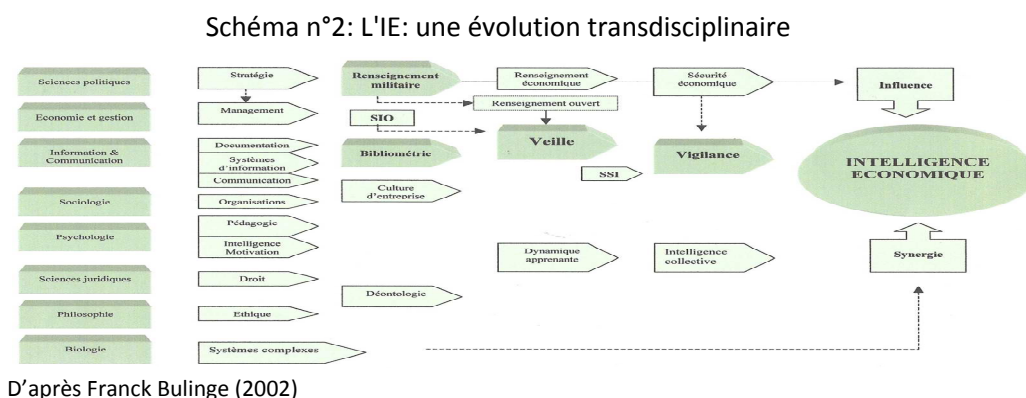 Schéma n°2: L'IE: une évolution transdisciplinaire
Sciences politiques
Economie et gestion
Information &
Communication
Sociologie
Psychologie
Sciences juridiques
Philosophie
Biologie
Stratégie
Management
Documentation
Systèmes
d'information
Communication
Organisations
Pédagogie
Intelligence
Motivation
Droit
Ethique
Systèmes complexes
Renseignement
militaire
SIO
Bibliométrie
Culture
d'entreprise
Déontologie
Renseignement
économique
Renseignement ouvert
Veille
SSI
Dynamique
apprenante
Sécurité
économique
Vigilance
Intelligence
collective
Influence
INTELLIGENCE
ECONOMIQUE
Synergie
D'après Franck Bulinge (2002)